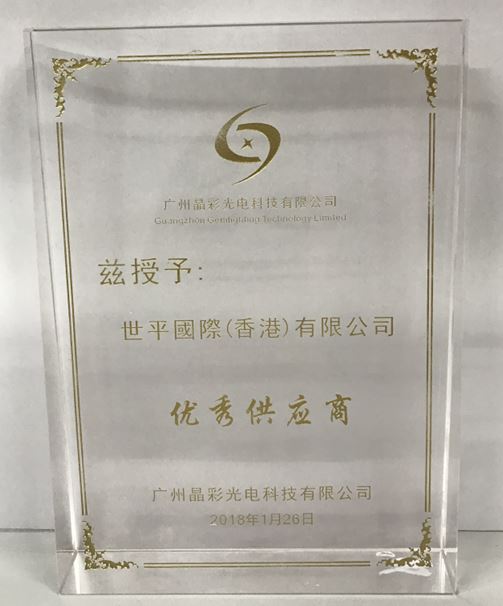 广州晶彩光电科技有限公司
Technology Limited
兹授予:
世平國際(香港)有限公司
优秀供应商
广州晶彩光电科技有限公司
2018年1月26日